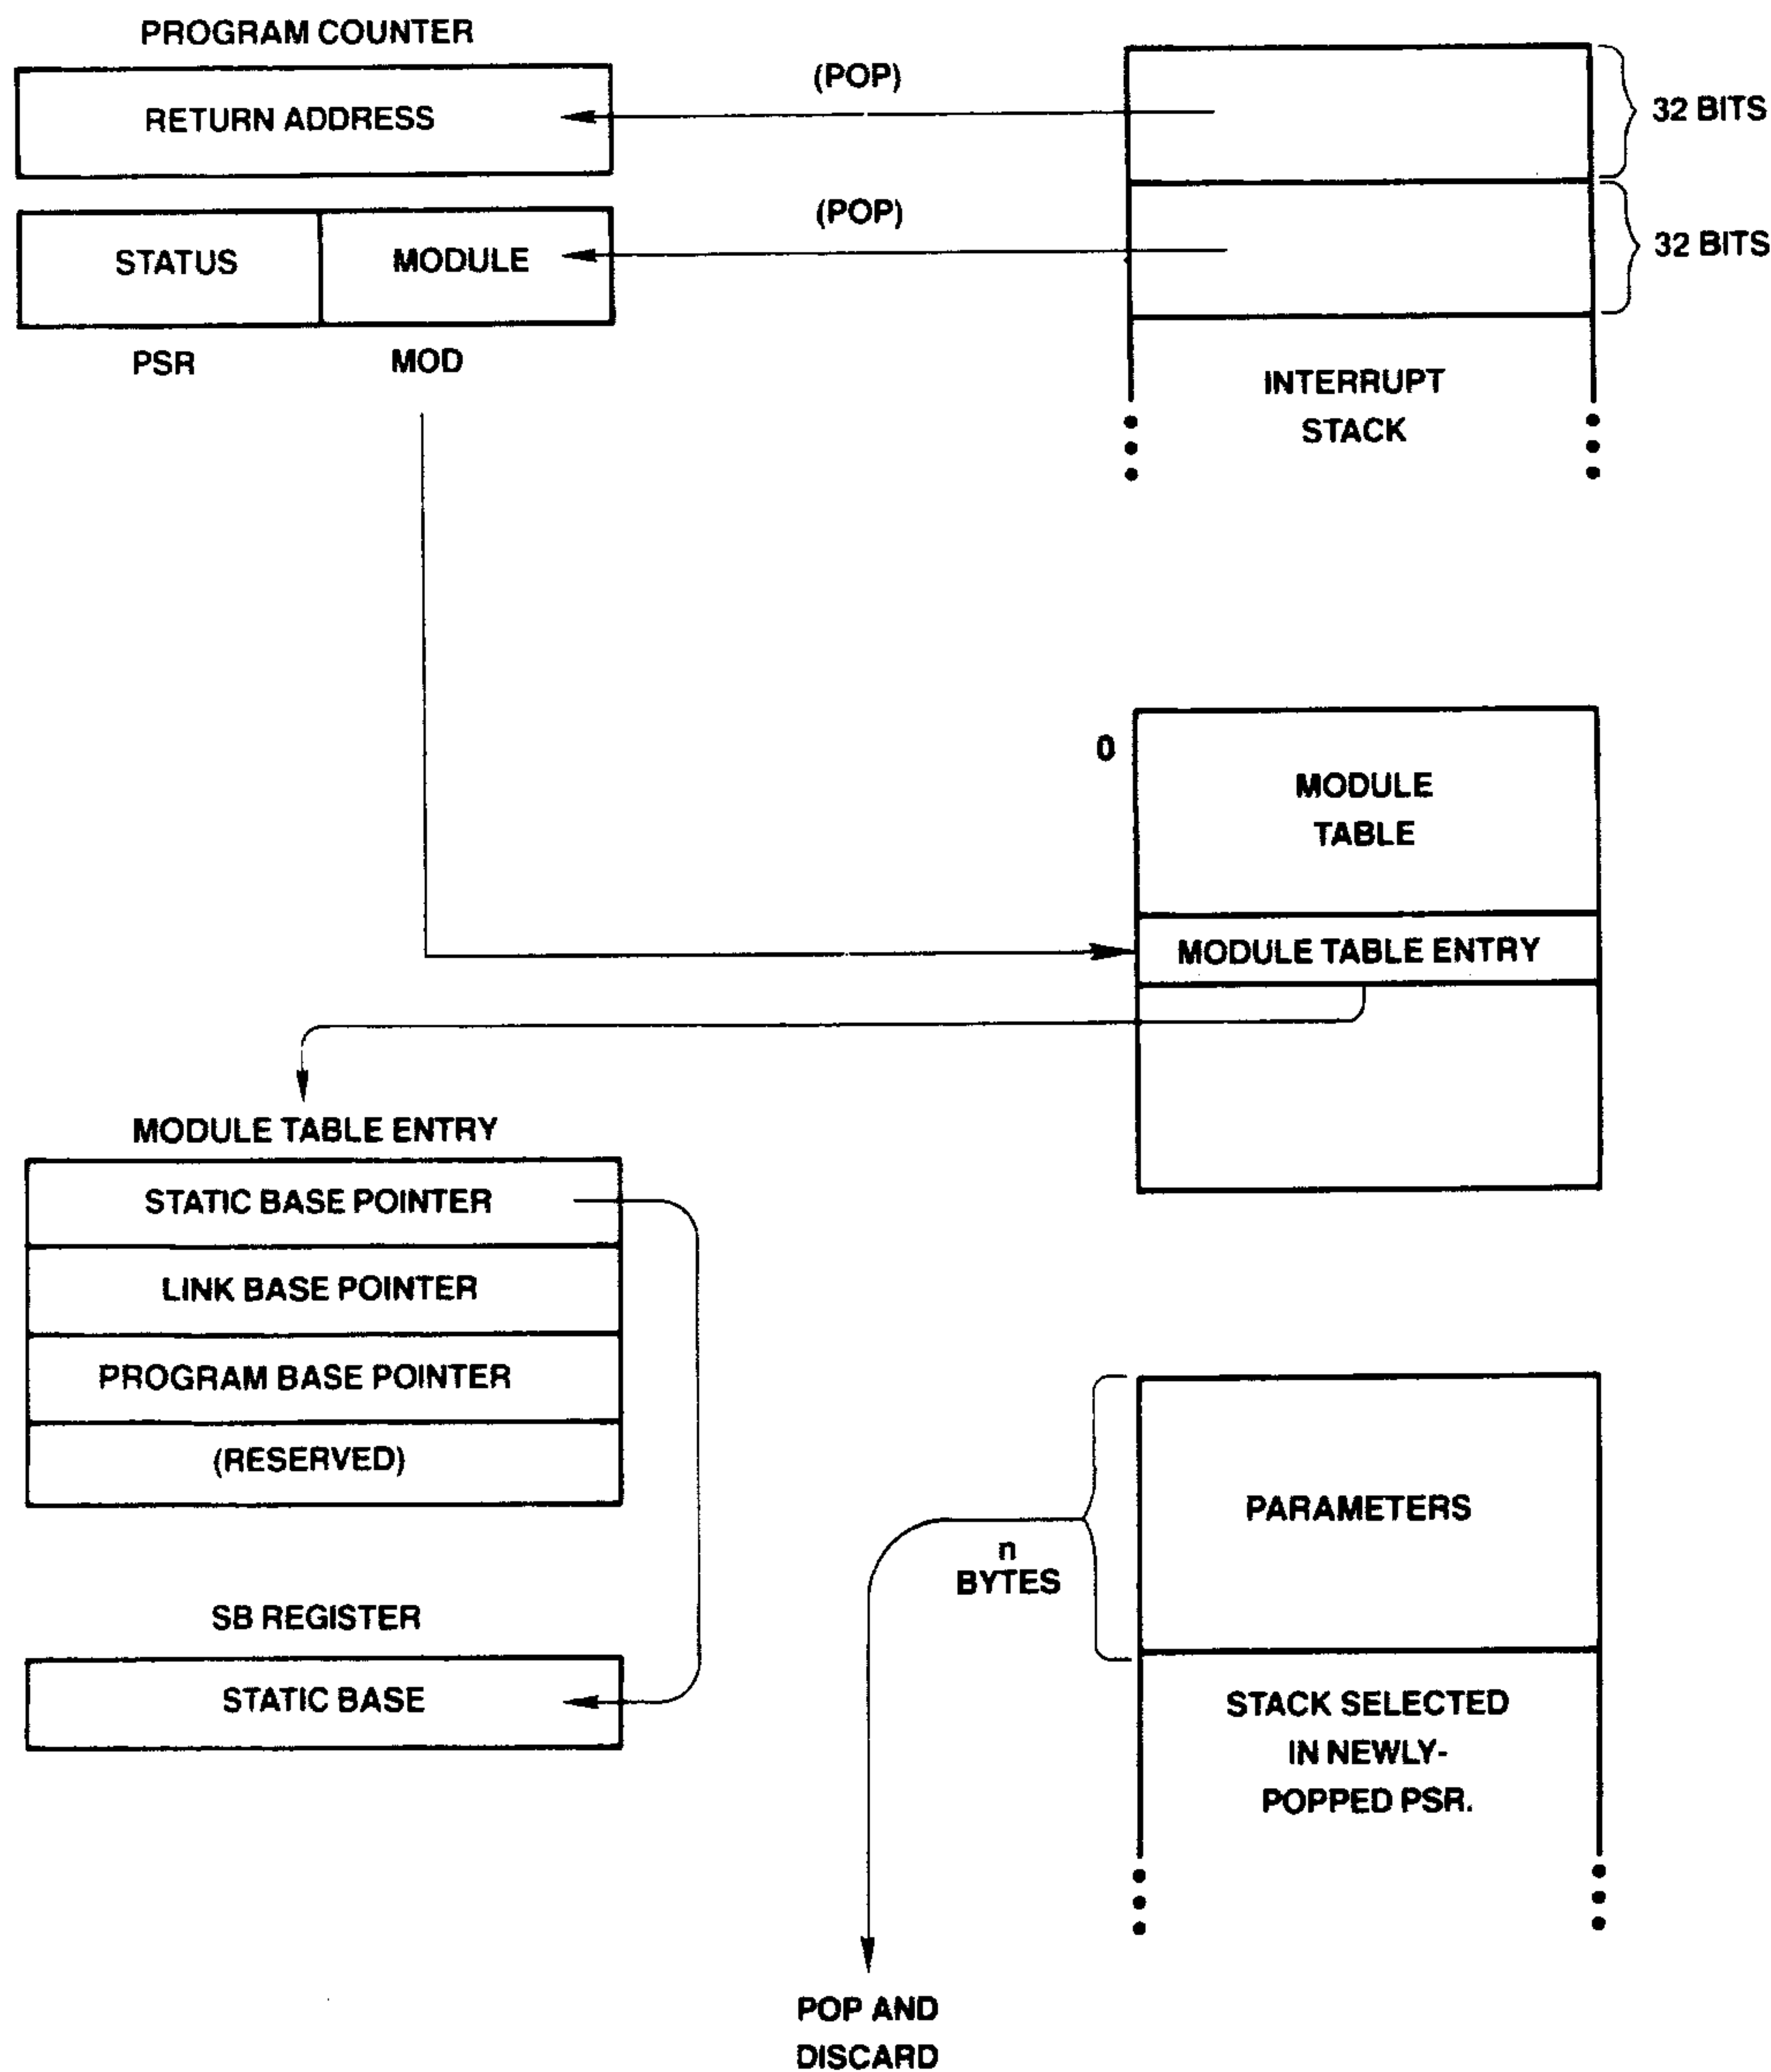 PROGRAM COUNTER
RETURN ADDRESS
(POP)
32 BITS
STATUS
MODULE
(POP)
32 BITS
PSR
MOD
INTERRUPT
STACK
0
MODULE
TABLE
MODULE TABLE ENTRY
MODULE TABLE ENTRY
STATIC BASE POINTER
LINK BASE POINTER
PROGRAM BASE POINTER
(RESERVED)
SB REGISTER
STATIC BASE
PARAMETERS
n
BYTES
STACK SELECTED
IN NEWLY-
POPPED PSR.
POP AND
DISCARD